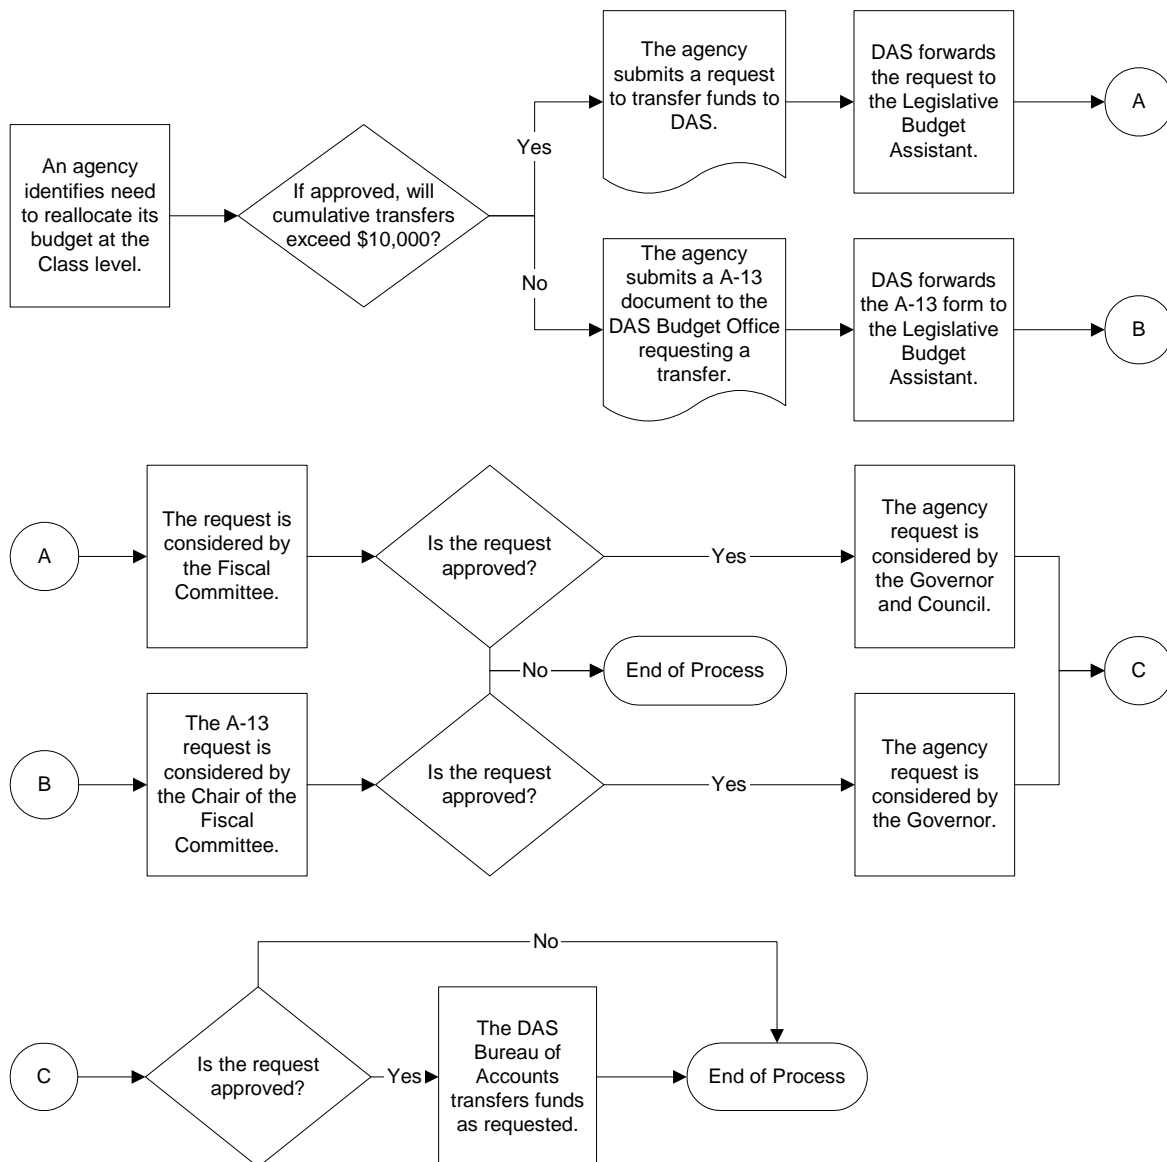 An agency
identifies need
to reallocate its
budget at the
Class level.
If approved, will
cumulative transfers
exceed $10,000?
Yes
The agency
submits a request
to transfer funds to
DAS.
DAS forwards
the request to
the Legislative
Budget
Assistant.
A
No
The agency
submits a A-13
document to the
DAS Budget Office
requesting a
transfer.
DAS forwards
the A-13 form to
the Legislative
Budget
Assistant.
B
A
The request is
considered by
the Fiscal
Committee.
Is the request
approved?
Yes
The agency
request is
considered by
the Governor
and Council.
No
End of Process
C
B
The A-13
request is
considered by
the Chair of the
Fiscal
Committee.
Is the request
approved?
Yes
The agency
request is
considered by
the Governor.
No
C
Is the request
approved?
Yes
The DAS
Bureau of
Accounts
transfers funds
as requested.
End of Process